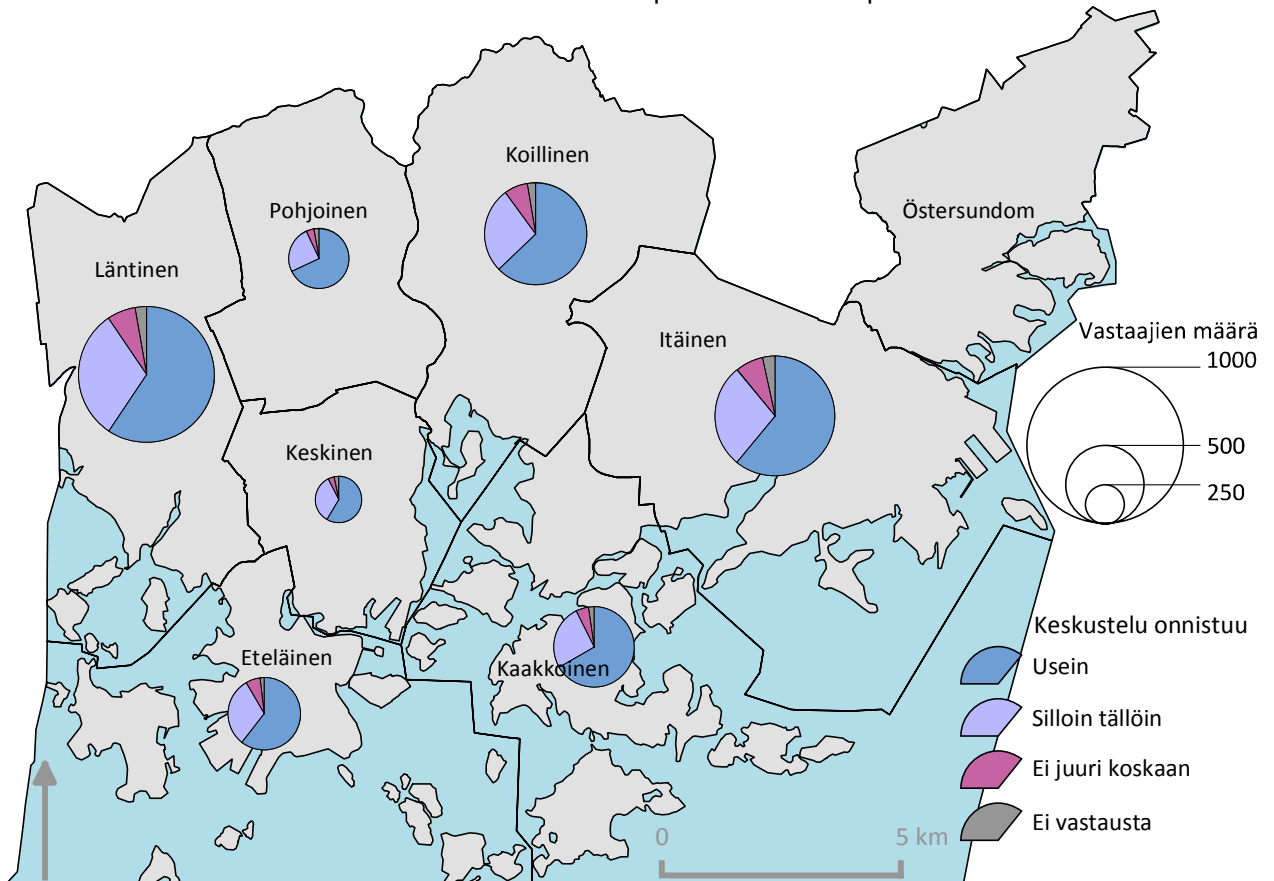 Koillinen
Pohjoinen
Östersundom
Läntinen
Itäinen
Vastaajien määrä
1000
500
250
Keskinen
Keskustelu onnistuu
Usein
Silloin tällöin
Ei juuri koskaan
Ei vastausta
Eteläinen
Kaakkoinen
0
5 km